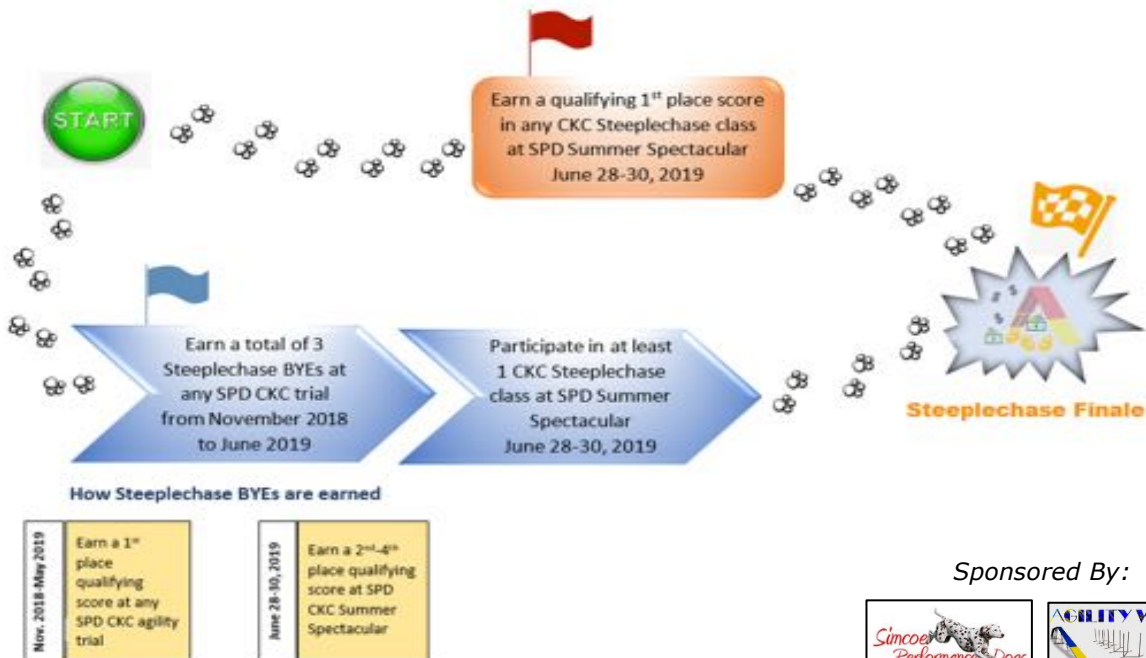 START
Earn a qualifying 1st place score
in any CKC Steeplechase class
at SPD Summer Spectacular
June 28-30, 2019
Earn a total of 3
Steeplechase BYEs at
any SPD CKC trial
from November 2018
to June 2019
Participate in at least
1 CKC Steeplechase
class at SPD Summer
Spectacular
June 28-30, 2019
Steeplechase Finale
How Steeplechase BYEs are earned
Nov. 2018-May 2019
Earn a 1st
place
qualifying
score at any
SPD CKC agility
trial
June 28-30, 2019
Earn a 2nd-4th
place qualifying
score at SPD
CKC Summer
Spectacular
Sponsored By:
Simcoe
Performance Dogs
AGILITY